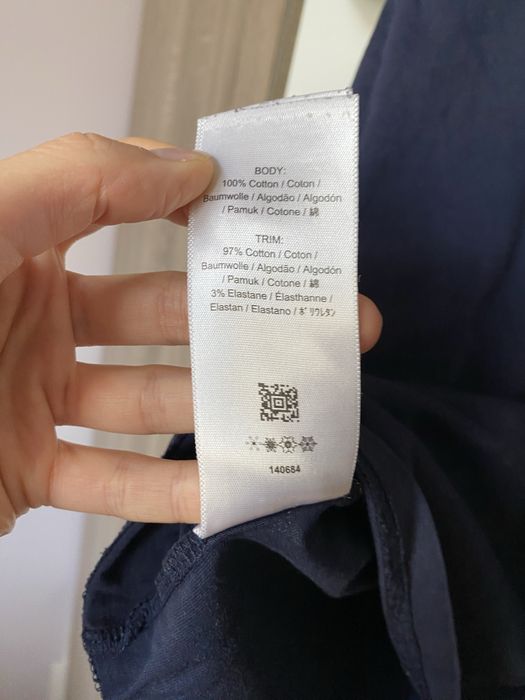 BODY:
100% Cotton / Coton /
Baumwolle / Algodão / Algodón
/ Pamuk / Cotone / 綿
TRIM:
97% Cotton / Coton /
Baumwolle / Algodão / Algodón
/ Pamuk / Cotone / 綿
3% Elastane / Élasthanne /
Elastan / Elastano / ﾎﾟﾘｳﾚﾀﾝ
140684